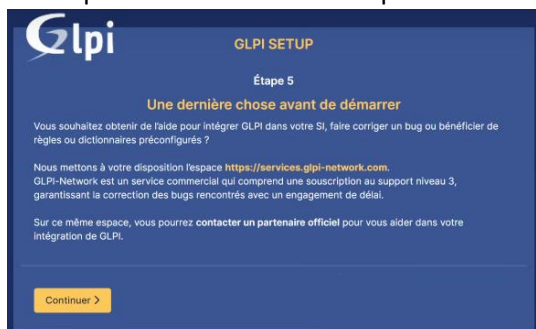 Glpi
GLPI SETUP
Étape 5
Une dernière chose avant de démarrer
Vous souhaitez obtenir de l'aide pour intégrer GLPI dans votre SI, faire corriger un bug ou bénéficier de
règles ou dictionnaires préconfigurés ?
Nous mettons à votre disposition l'espace https://services.glpi-network.com.
GLPI-Network est un service commercial qui comprend une souscription au support niveau 3,
garantissant la correction des bugs rencontrés avec un engagement de délai.
Sur ce même espace, vous pourrez contacter un partenaire officiel pour vous aider dans votre
intégration de GLPI.
Continuer >